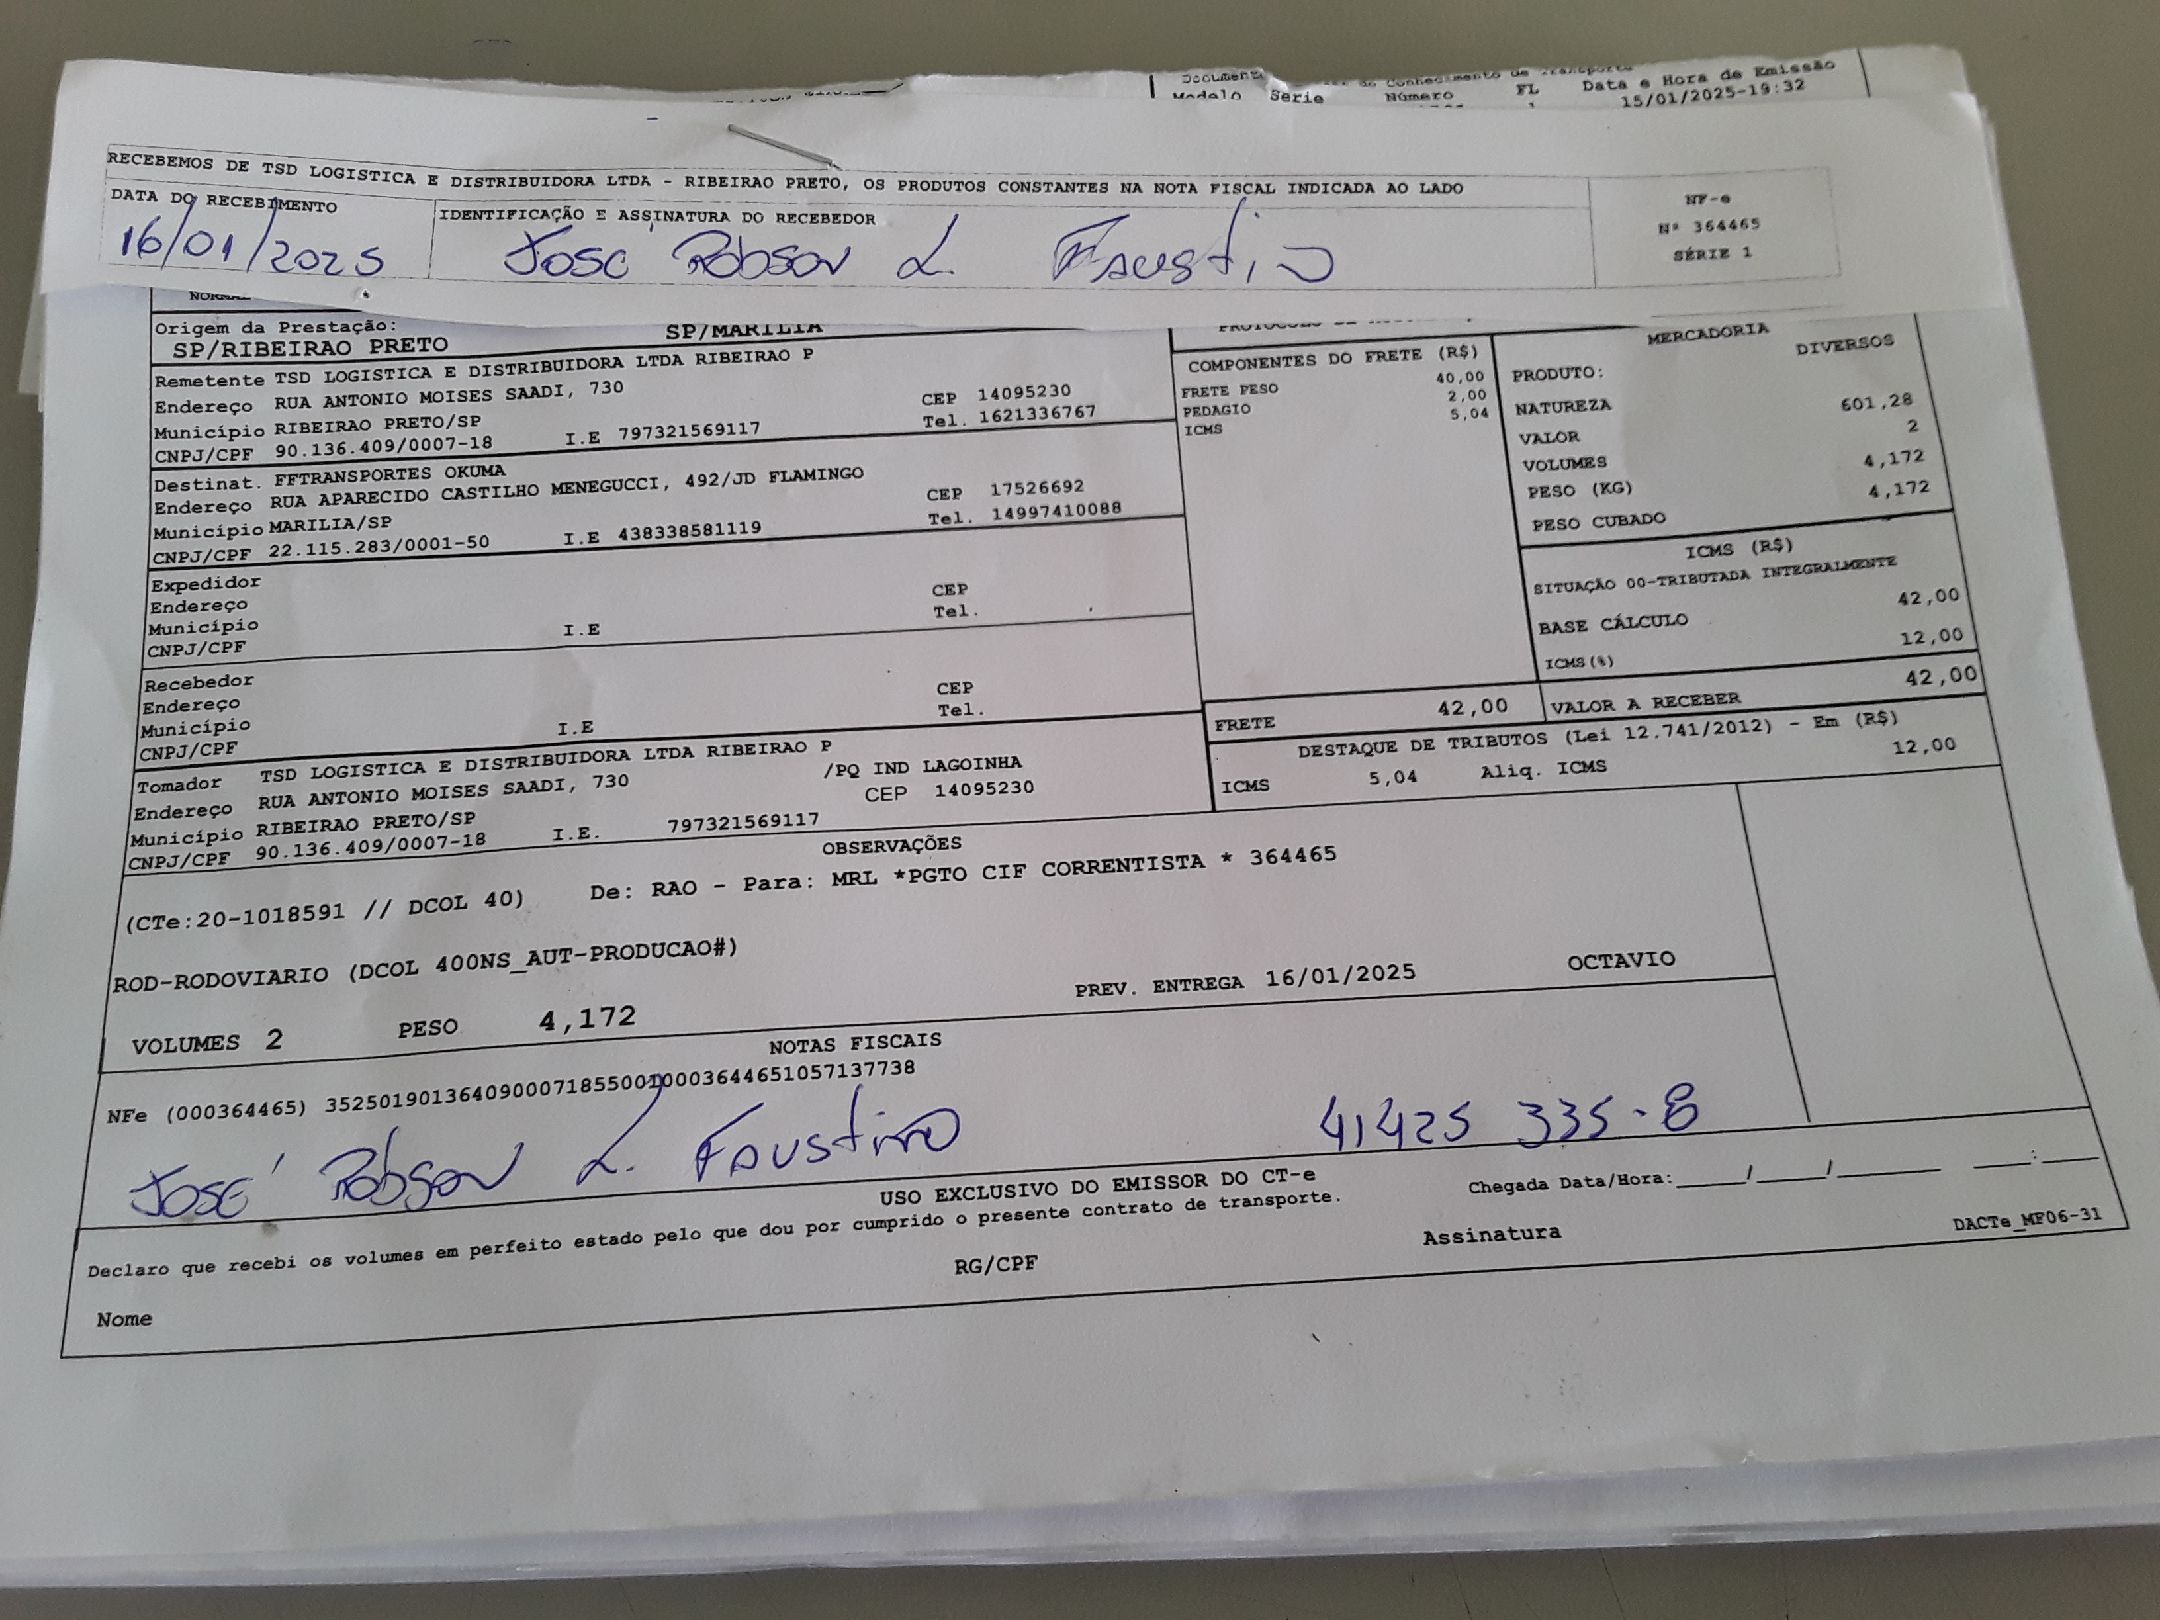 Modelo Serie Número FL Data e Hora de Emissão
15/01/2025-19:32
RECEBEMOS DE TSD LOGISTICA E DISTRIBUIDORA LTDA - RIBEIRAO PRETO, OS PRODUTOS CONSTANTES NA NOTA FISCAL INDICADA AO LADO
DATA DO RECEBIMENTO
16/01/2025
IDENTIFICAÇÃO E ASSINATURA DO RECEBEDOR
José Robson L. Faustino
NF-e
Nº 364465
SÉRIE 1
Origem da Prestação:
SP/RIBEIRAO PRETO
SP/MARILIA
Remetente TSD LOGISTICA E DISTRIBUIDORA LTDA RIBEIRAO P
Endereço RUA ANTONIO MOISES SAADI, 730 CEP 14095230
Município RIBEIRAO PRETO/SP Tel. 1621336767
CNPJ/CPF 90.136.409/0007-18 I.E 797321569117
Destinat. FFTRANSPORTES OKUMA
Endereço RUA APARECIDO CASTILHO MENEGUCCI, 492/JD FLAMINGO CEP 17526692
Município MARILIA/SP Tel. 14997410088
CNPJ/CPF 22.115.283/0001-50 I.E 438338581119
Expedidor
Endereço CEP
Município Tel.
CNPJ/CPF I.E
Recebedor
Endereço CEP
Município Tel.
CNPJ/CPF I.E
Tomador TSD LOGISTICA E DISTRIBUIDORA LTDA RIBEIRAO P
Endereço RUA ANTONIO MOISES SAADI, 730 /PQ IND LAGOINHA
Município RIBEIRAO PRETO/SP CEP 14095230
CNPJ/CPF 90.136.409/0007-18 I.E. 797321569117
COMPONENTES DO FRETE (R$)
FRETE PESO 40,00
PEDAGIO 2,00
ICMS 5,04
MERCADORIA
PRODUTO: DIVERSOS
NATUREZA
VALOR 601,28
VOLUMES 2
PESO (KG) 4,172
PESO CUBADO 4,172
ICMS (R$)
SITUAÇÃO 00-TRIBUTADA INTEGRALMENTE
BASE CÁLCULO 42,00
ICMS(%) 12,00
FRETE 42,00 VALOR A RECEBER 42,00
DESTAQUE DE TRIBUTOS (Lei 12.741/2012) - Em (R$)
ICMS 5,04 Aliq. ICMS 12,00
OBSERVAÇÕES
(CTe:20-1018591 // DCOL 40) De: RAO - Para: MRL *PGTO CIF CORRENTISTA * 364465
ROD-RODOVIARIO (DCOL 400NS_AUT-PRODUCAO#)
VOLUMES 2 PESO 4,172 PREV. ENTREGA 16/01/2025 OCTAVIO
NOTAS FISCAIS
NFe (000364465) 35250190136409000718550010003644651057137738
José Robson L. Faustino 41425 335-8
USO EXCLUSIVO DO EMISSOR DO CT-e
Declaro que recebi os volumes em perfeito estado pelo que dou por cumprido o presente contrato de transporte.
Chegada Data/Hora:_____/_____/_______ ___:___
Nome RG/CPF Assinatura
DACTe_MF06-31